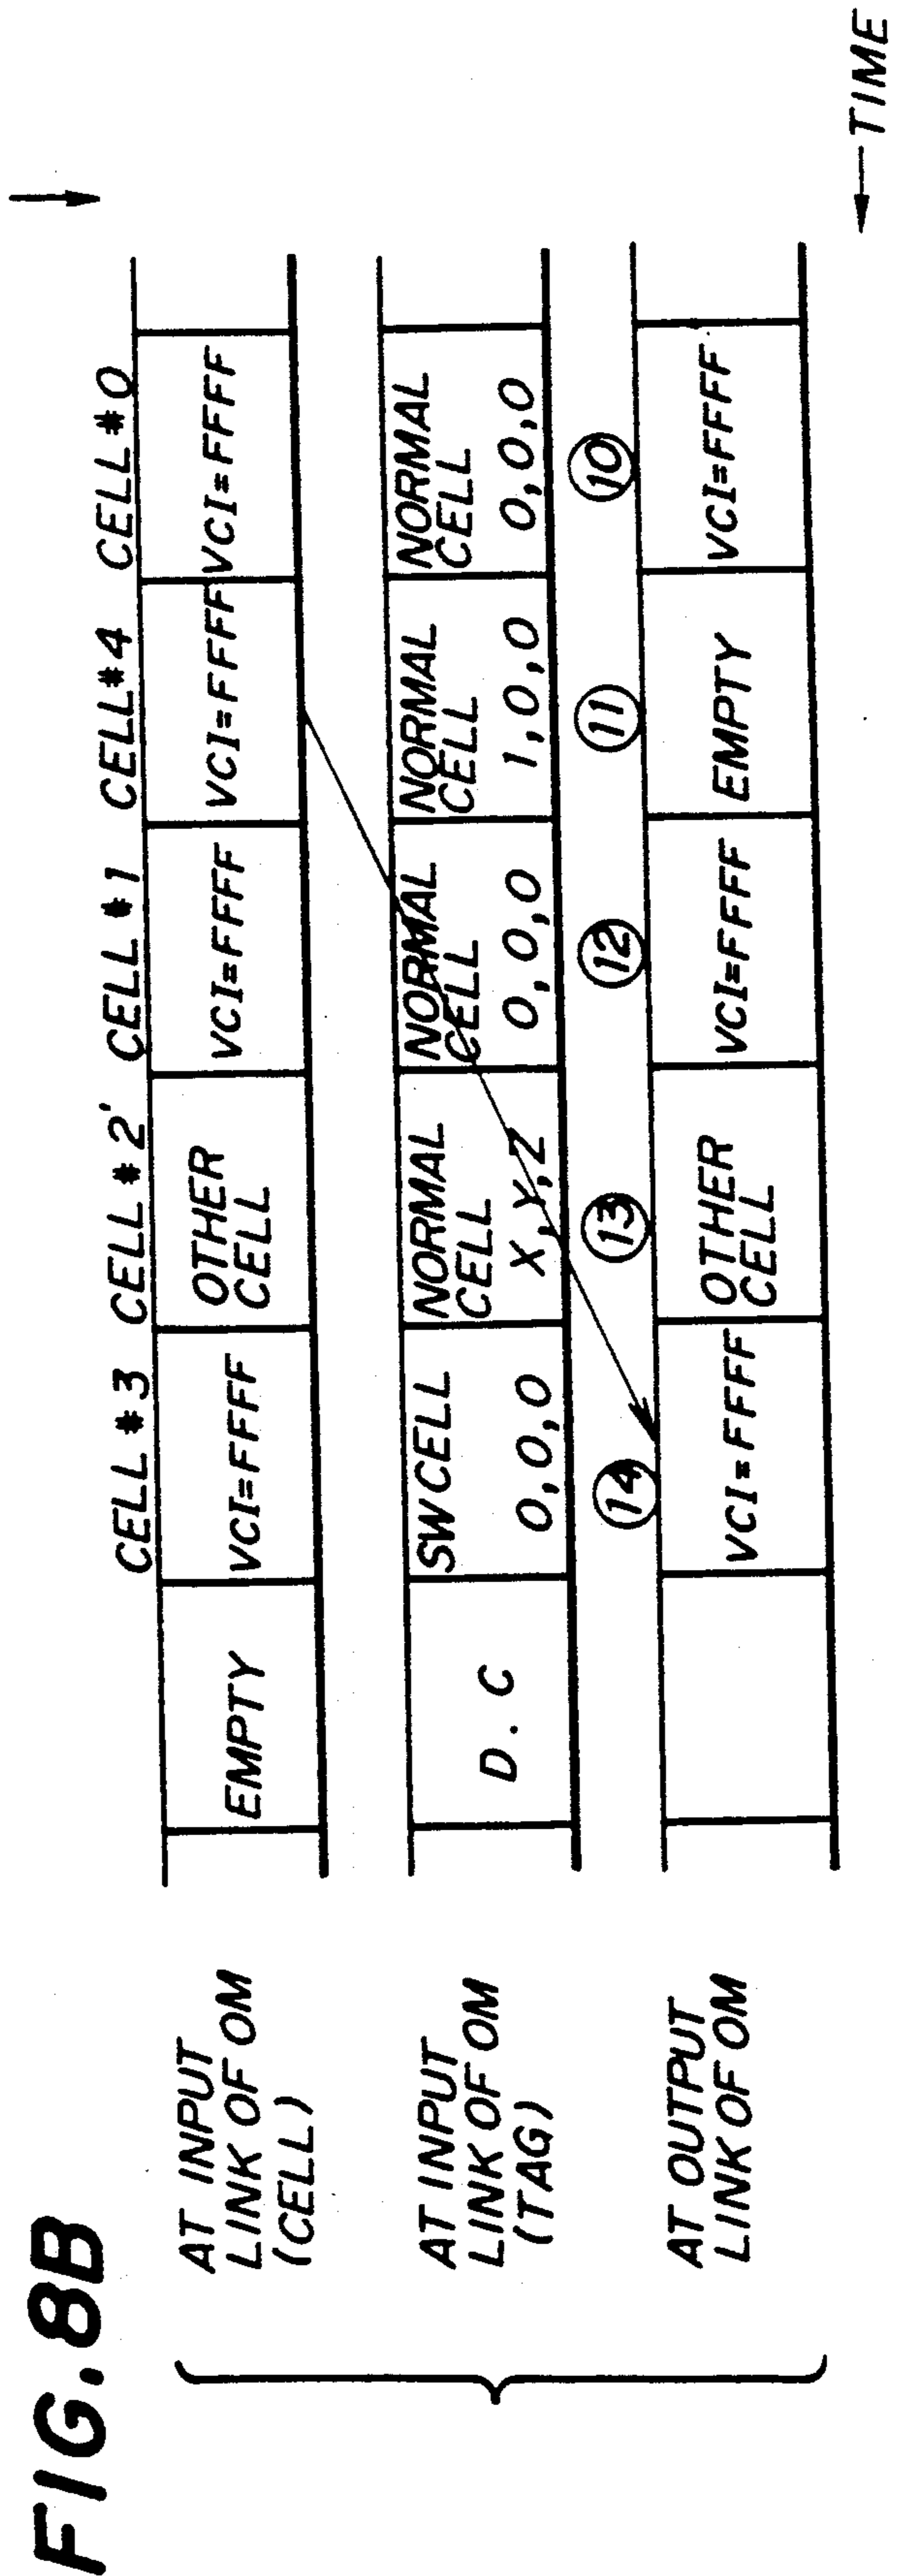 FIG. 8B
CELL #3 CELL #2' CELL #1 CELL #4 CELL #0
AT INPUT
LINK OF OM
(CELL)
EMPTY
VCI=FFFF
OTHER
CELL
VCI=FFFF
VCI=FFFF
VCI=FFFF
AT INPUT
LINK OF OM
(TAG)
D.C
SW CELL
0,0,0
NORMAL
CELL
X,Y,Z
NORMAL
CELL
0,0,0
NORMAL
CELL
1,0,0
NORMAL
CELL
0,0,0
14 13 12 11 10
AT OUTPUT
LINK OF OM
VCI=FFFF
OTHER
CELL
VCI=FFFF
EMPTY
VCI=FFFF
TIME